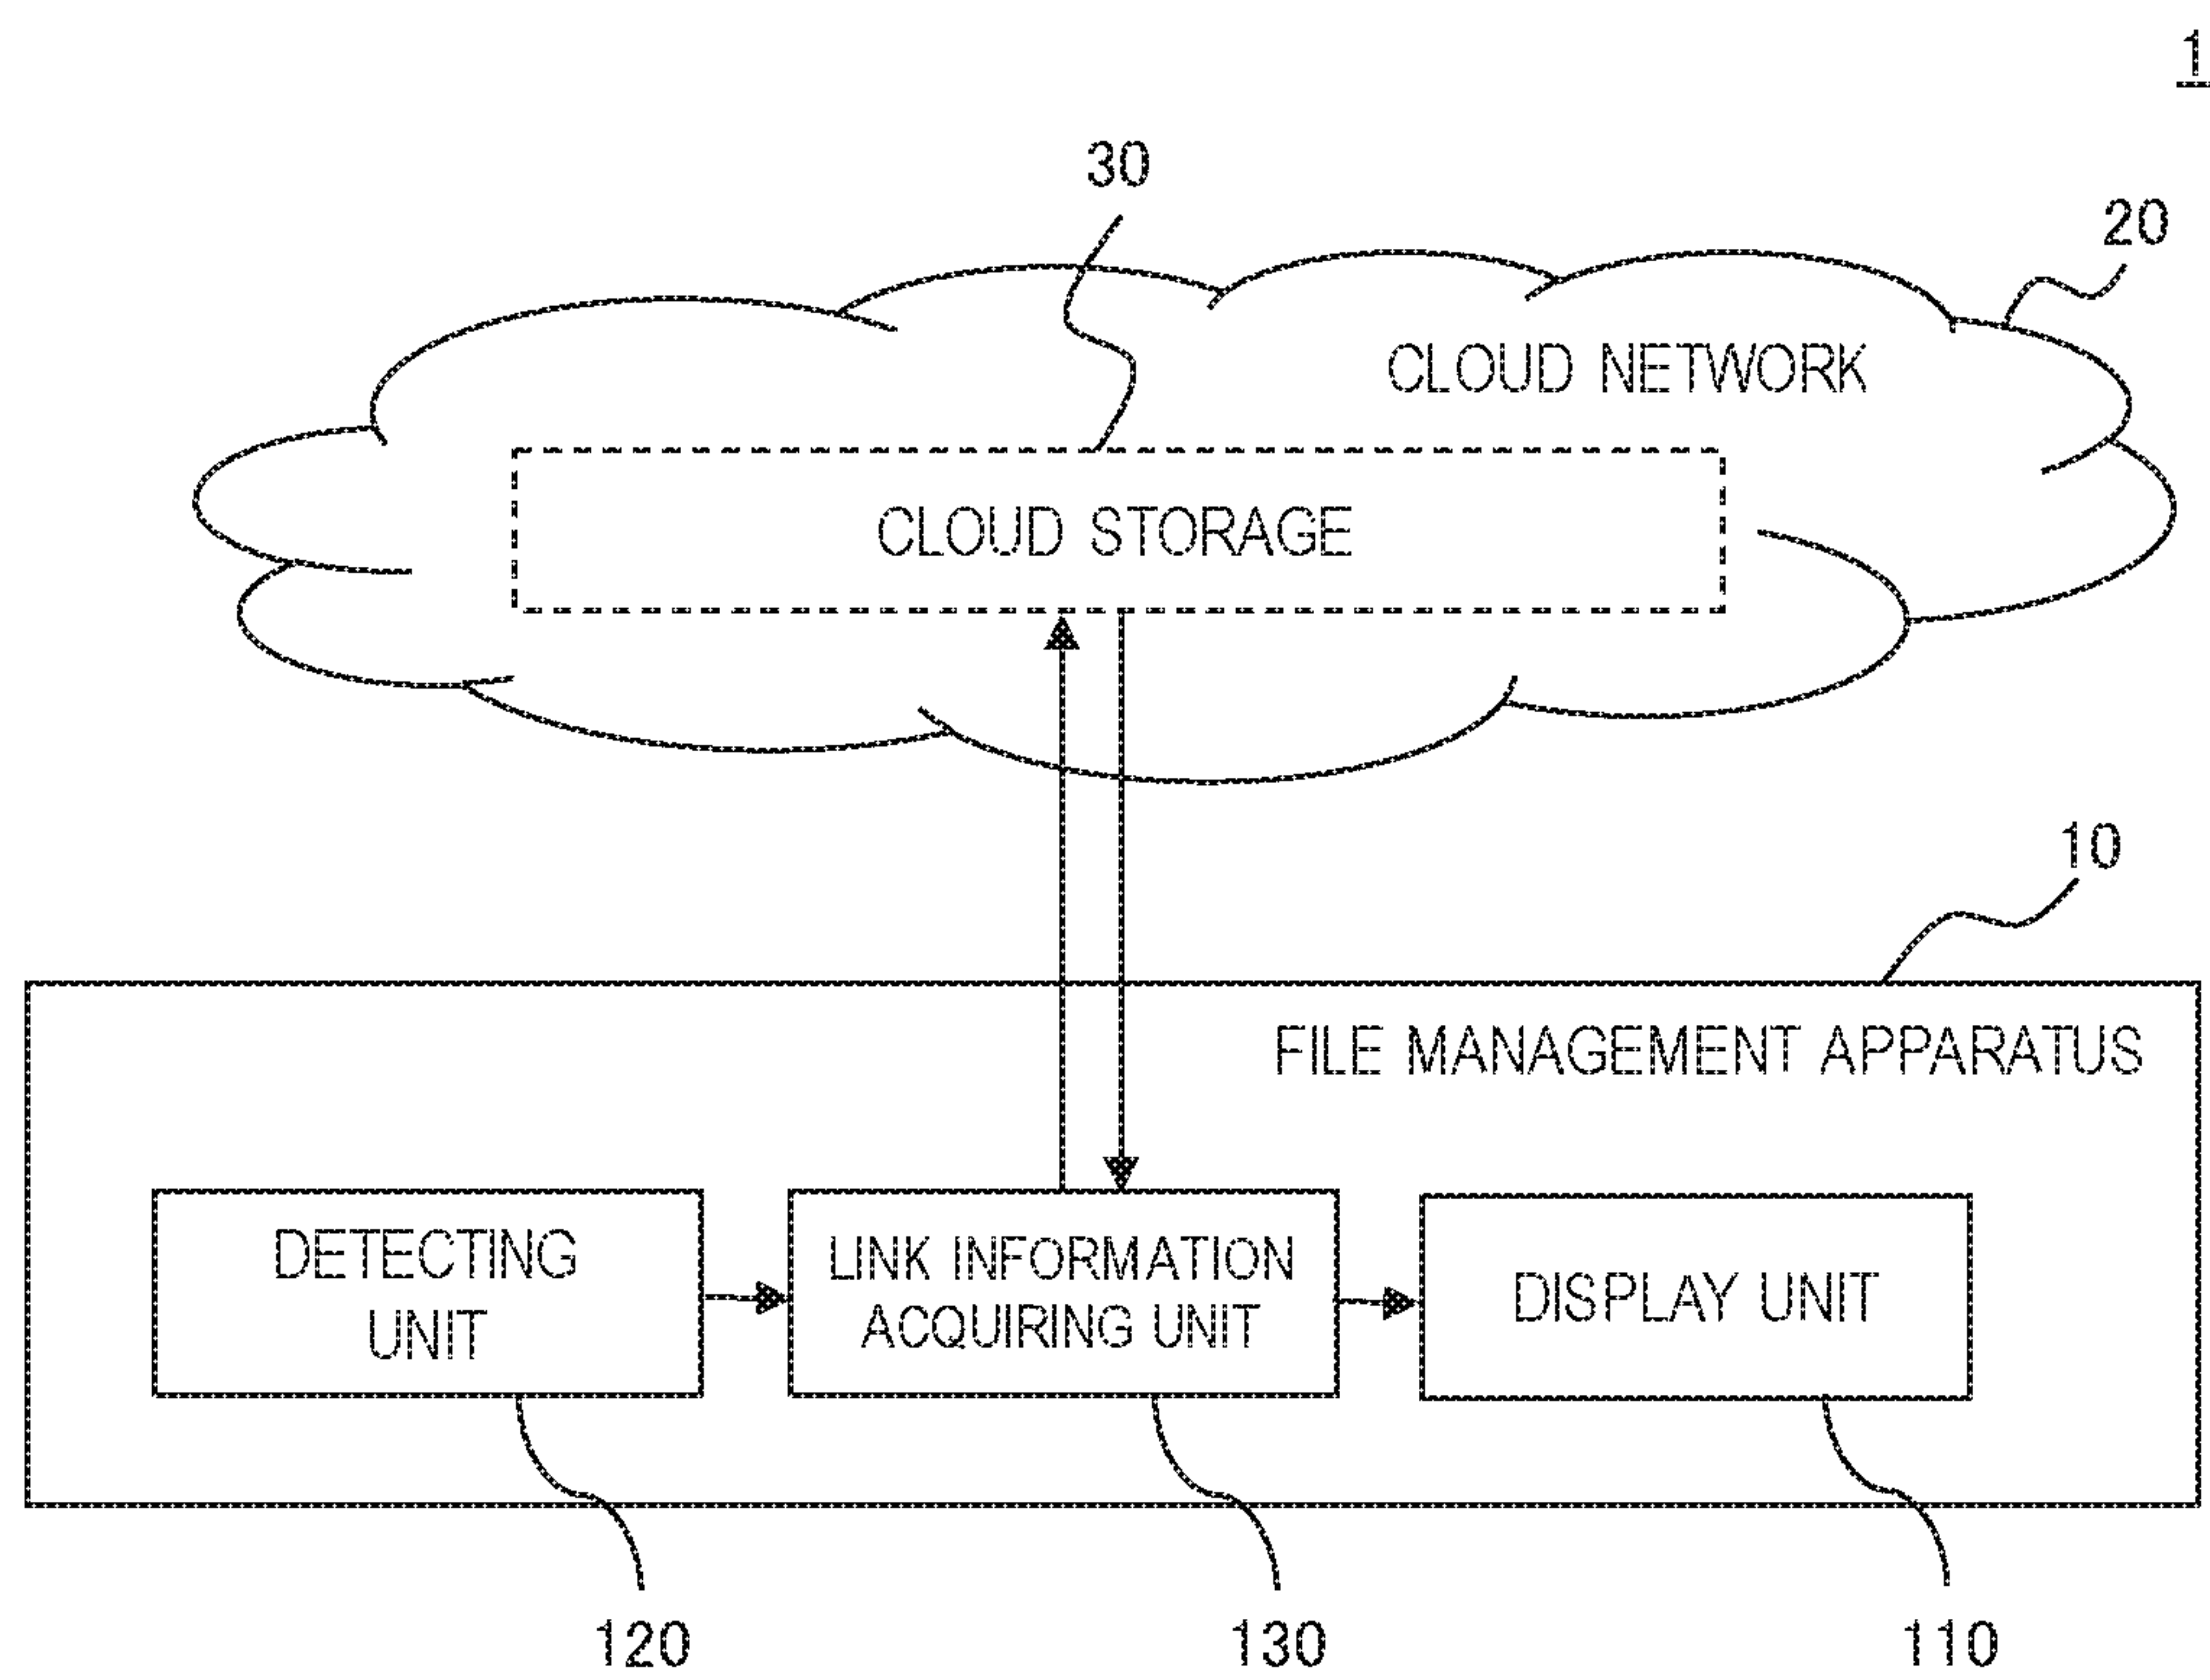 1
30
20
CLOUD NETWORK
CLOUD STORAGE
10
FILE MANAGEMENT APPARATUS
DETECTING
UNIT
LINK INFORMATION
ACQUIRING UNIT
DISPLAY UNIT
120
130
110